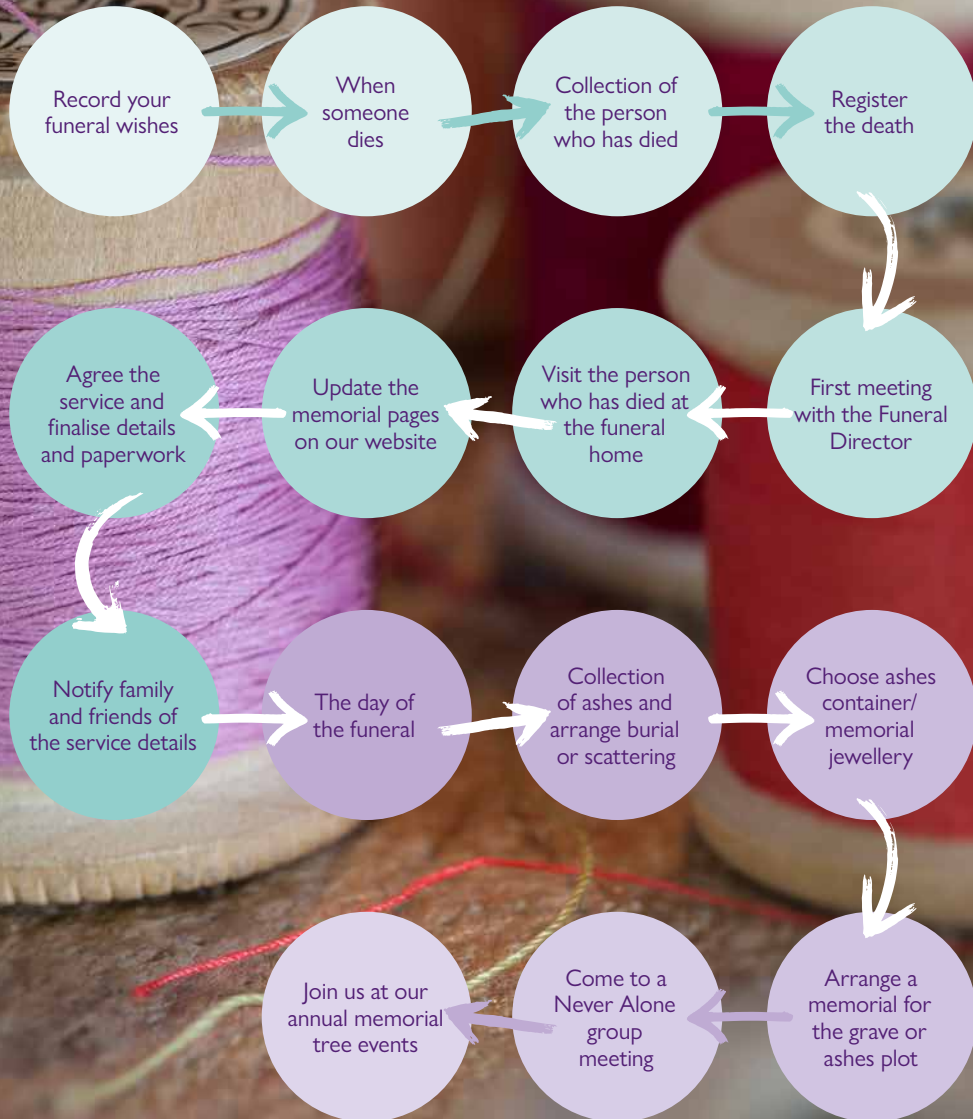 Record your
funeral wishes
When
someone
dies
Collection of
the person
who has died
Register
the death
First meeting
with the Funeral
Director
Visit the person
who has died at
the funeral
home
Update the
memorial pages
on our website
Agree the
service and
finalise details
and paperwork
Notify family
and friends of
the service details
The day of
the funeral
Collection
of ashes and
arrange burial
or scattering
Choose ashes
container/
memorial
jewellery
Arrange a
memorial for
the grave or
ashes plot
Come to a
Never Alone
group
meeting
Join us at our
annual memorial
tree events